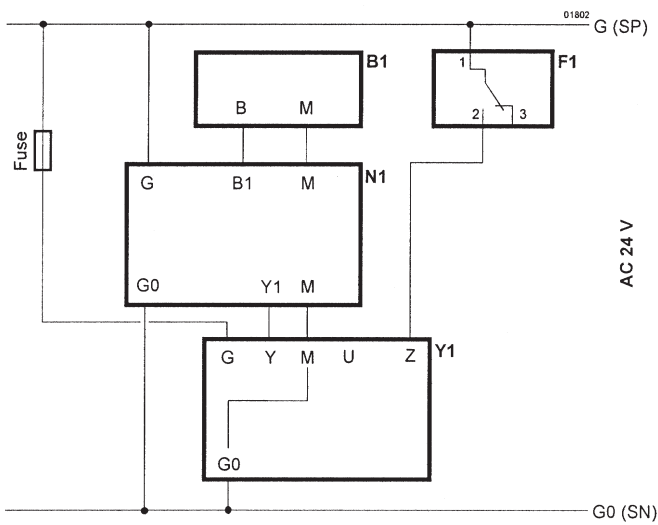 01802
G (SP)
B1
F1
1
B M
2 3
Fuse
N1
G B1 M
AC 24 V
G0 Y1 M
Y1
G Y M U Z
G0
G0 (SN)